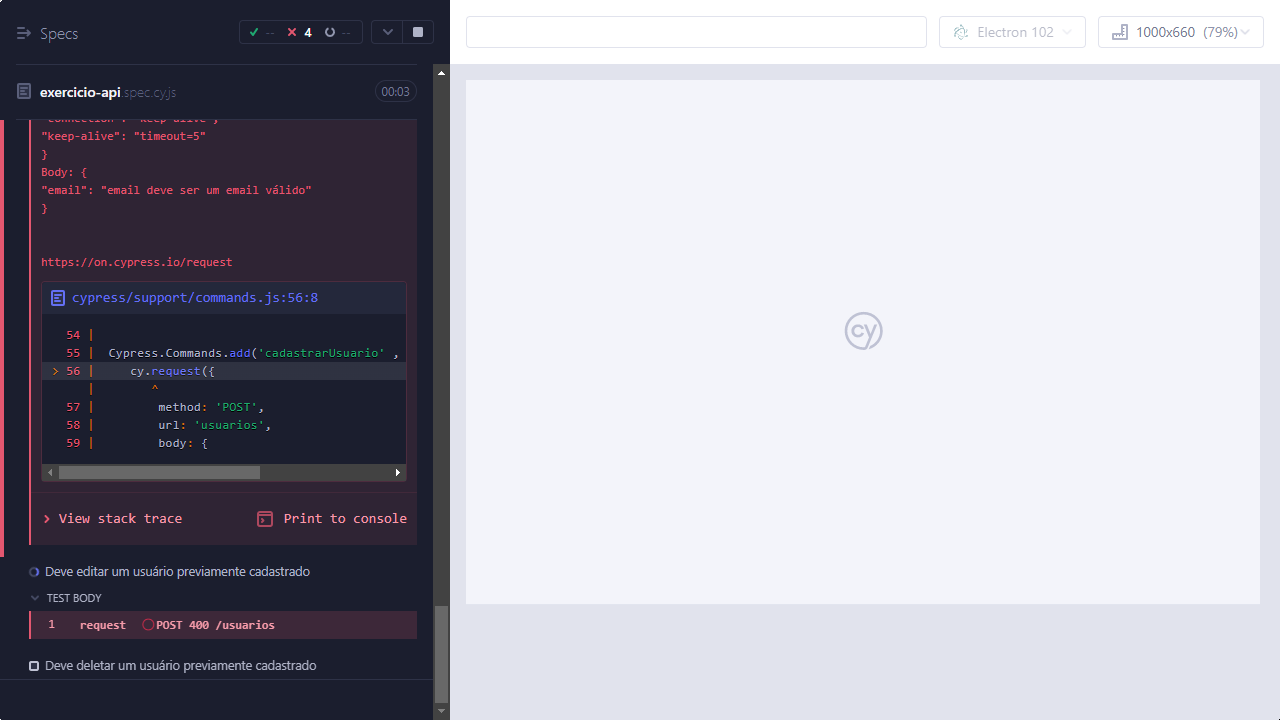 Specs
--
4
--
exercicio-api.spec.cy.js
00:03
"connection": "keep-alive",
"keep-alive": "timeout=5"
}
Body: {
"email": "email deve ser um email válido"
}
https://on.cypress.io/request
cypress/support/commands.js:56:8
54 |
55 | Cypress.Commands.add('cadastrarUsuario' ,
> 56 | cy.request({
| ^
57 | method: 'POST',
58 | url: 'usuarios',
59 | body: {
View stack trace
Print to console
Deve editar um usuário previamente cadastrado
TEST BODY
1 request POST 400 /usuarios
Deve deletar um usuário previamente cadastrado
Electron 102
1000x660 (79%)
cy